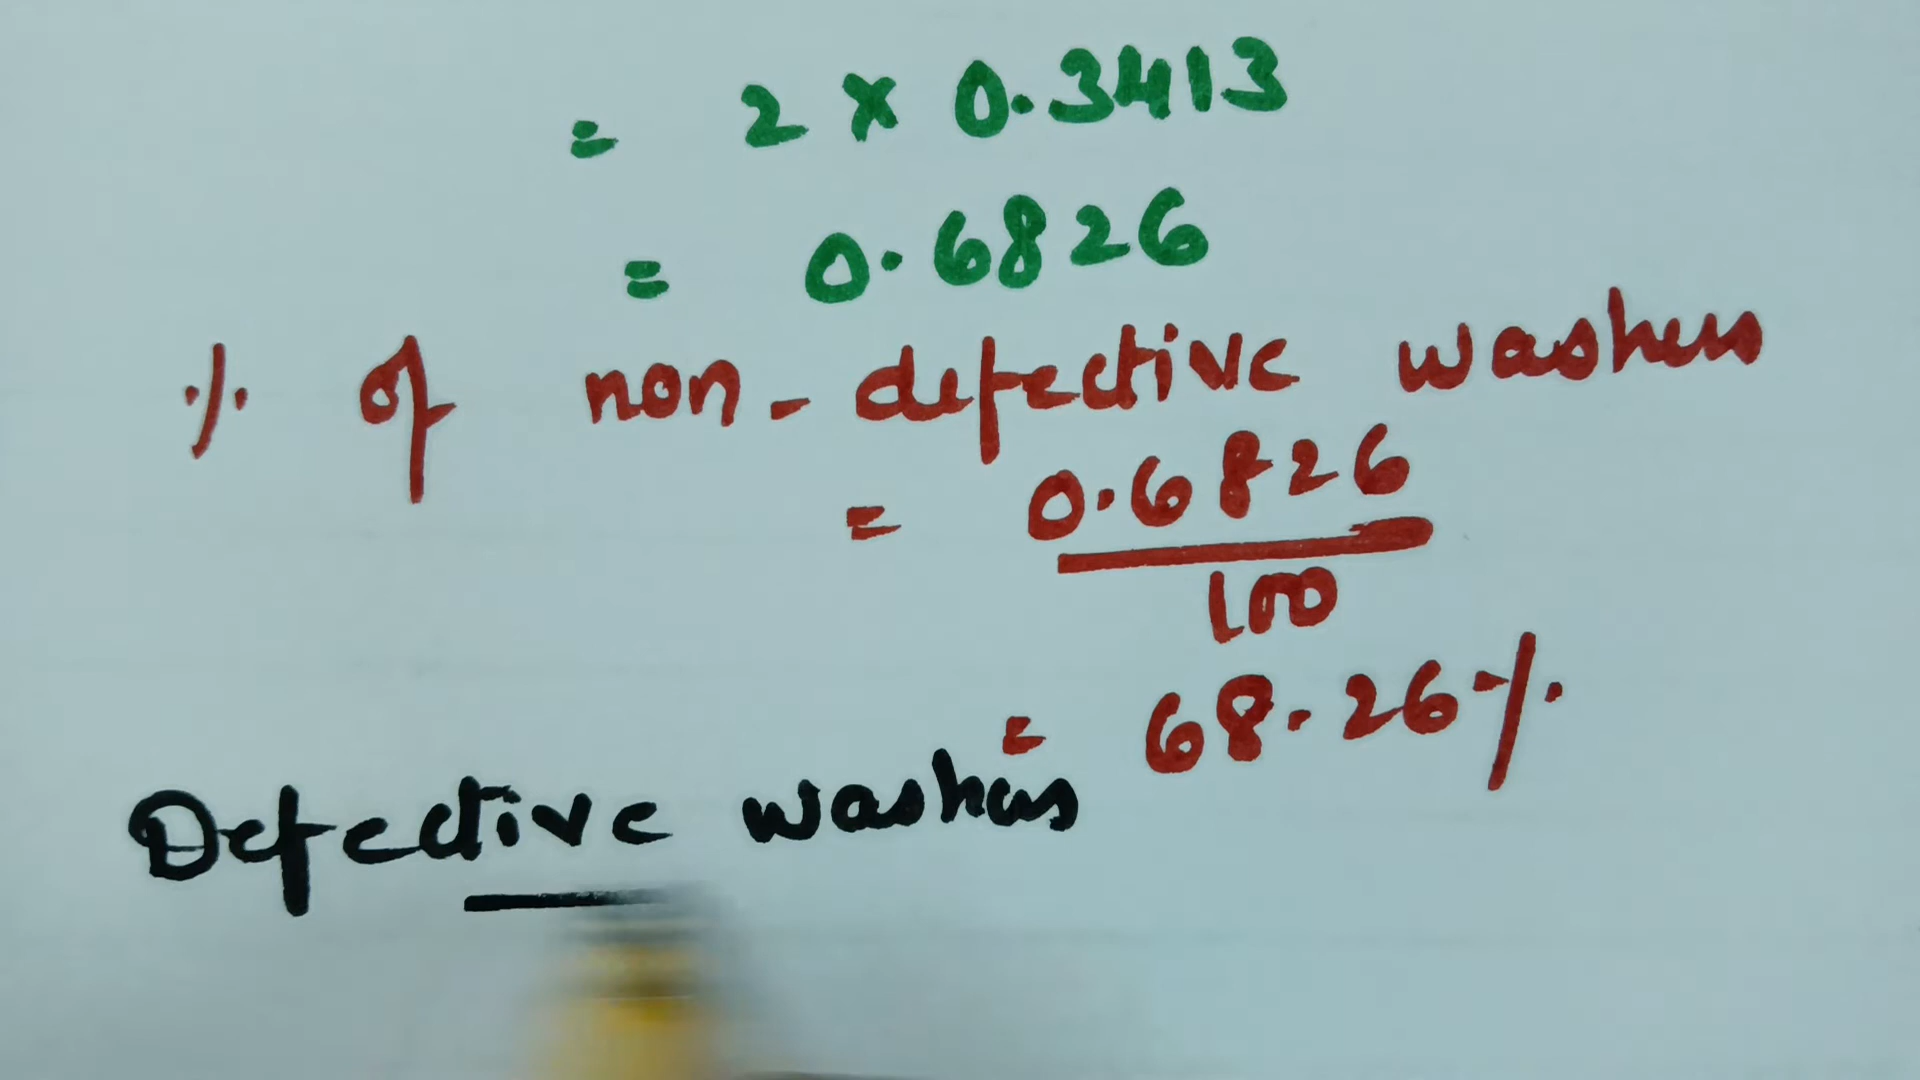 = 2 × 0.3413
= 0.6826
% of non-defective washers
= 0.6826
100
= 68.26%
Defective washers